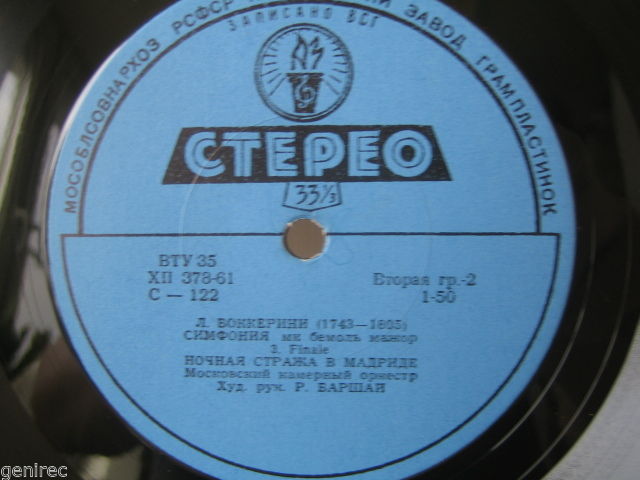 МОСОБЛСОВНАРХОЗ РСФСР ЗАВОД ГРАМПЛАСТИНОК
ЗАПИСАНО ВСГ
СТЕРЕО
33⅓
ВТУ 35
ХП 378-61
С — 122
Вторая гр.-2
1-50
Л. БОККЕРИНИ (1743—1805)
СИМФОНИЯ ми бемоль мажор
3. Finale
НОЧНАЯ СТРАЖА В МАДРИДЕ
Московский камерный оркестр
Худ. рук. Р. БАРШАЙ
genirec